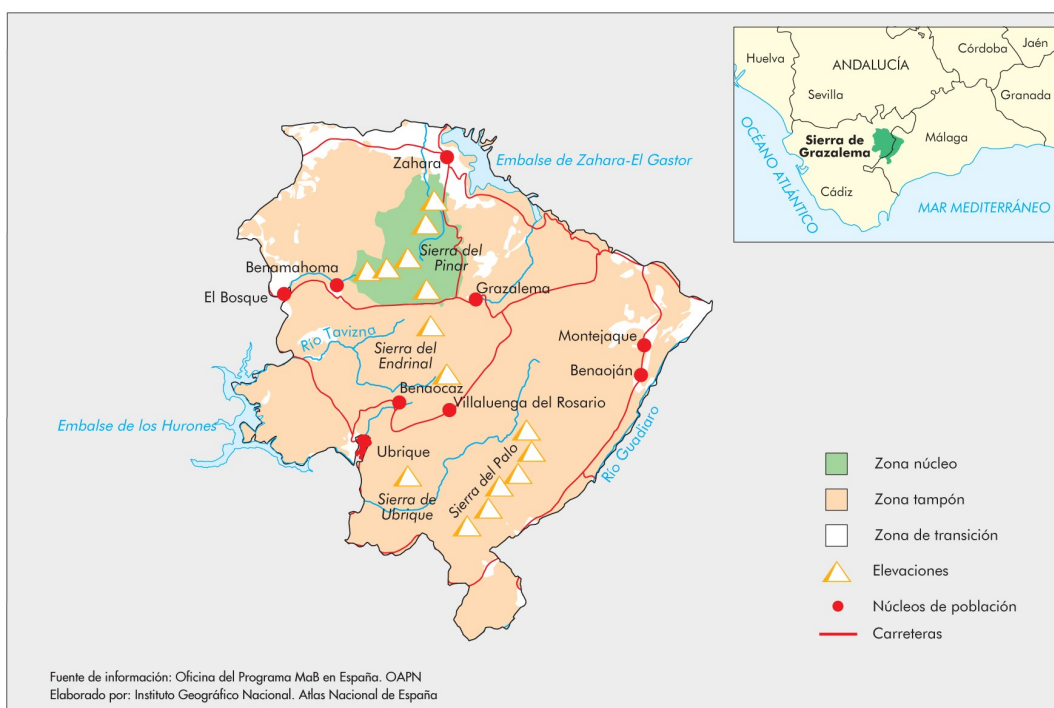 Huelva
Sevilla
ANDALUCÍA
Córdoba
Jaén
Granada
Sierra de
Grazalema
Málaga
Cádiz
OCÉANO ATLÁNTICO
MAR MEDITERRÁNEO
Zahara
Embalse de Zahara-El Gastor
Sierra del
Pinar
Benamahoma
El Bosque
Grazalema
Río Tavizna
Sierra del
Endrinal
Montejaque
Benaoján
Benaocaz
Villaluenga del Rosario
Embalse de los Hurones
Ubrique
Sierra de
Ubrique
Sierra del Palo
Río Guadiaro
Zona núcleo
Zona tampón
Zona de transición
Elevaciones
Núcleos de población
Carreteras
Fuente de información: Oficina del Programa MaB en España. OAPN
Elaborado por: Instituto Geográfico Nacional. Atlas Nacional de España